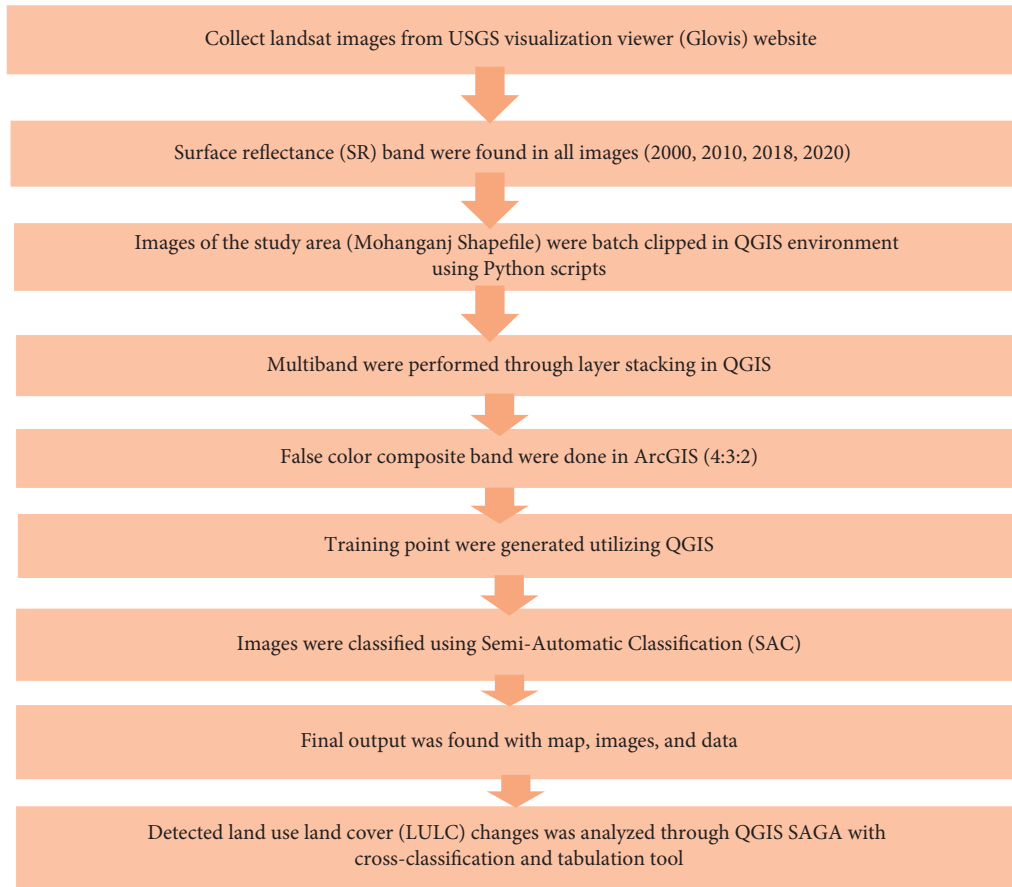 Collect landsat images from USGS visualization viewer (Glovis) website
Surface reflectance (SR) band were found in all images (2000, 2010, 2018, 2020)
Images of the study area (Mohanganj Shapefile) were batch clipped in QGIS environment
using Python scripts
Multiband were performed through layer stacking in QGIS
False color composite band were done in ArcGIS (4:3:2)
Training point were generated utilizing QGIS
Images were classified using Semi-Automatic Classification (SAC)
Final output was found with map, images, and data
Detected land use land cover (LULC) changes was analyzed through QGIS SAGA with
cross-classification and tabulation tool